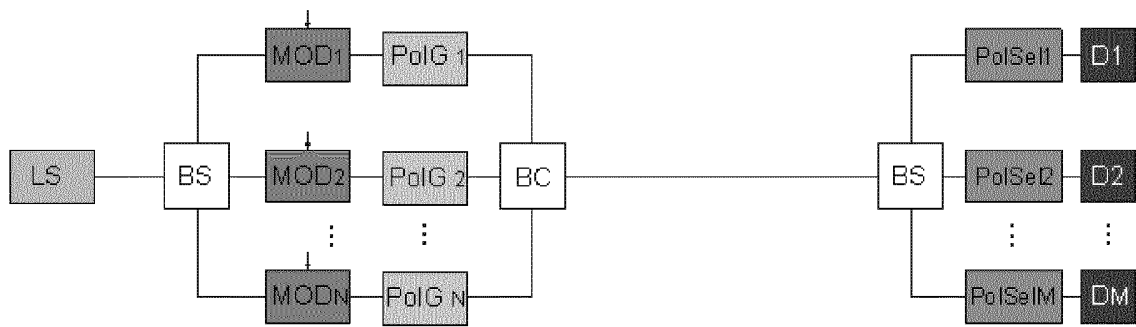 MOD1 PolG 1 PolSel1 D1
LS BS MOD2 PolG 2 BC BS PolSel2 D2
MODN PolG N PolSelM DM